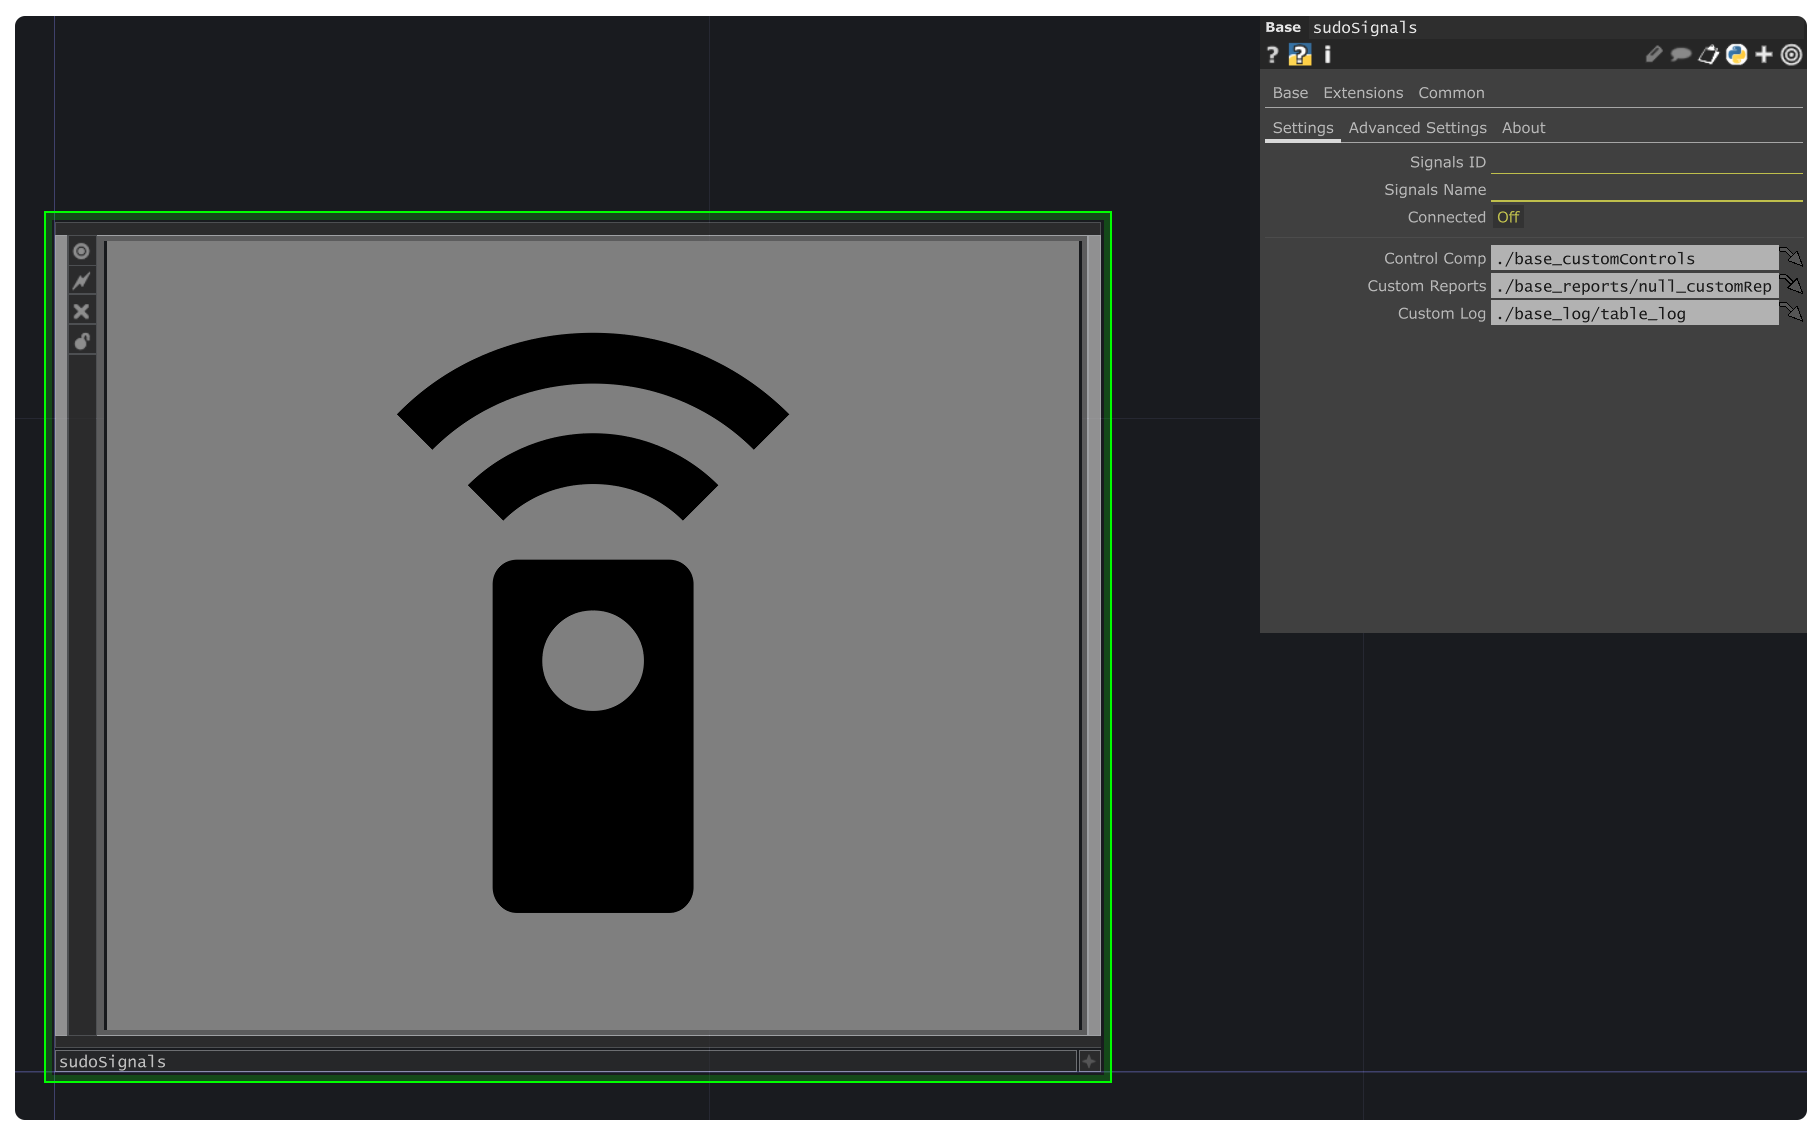 Base sudoSignals
? ? i
Base Extensions Common
Settings Advanced Settings About
Signals ID
Signals Name
Connected Off
Control Comp ./base_customControls
Custom Reports ./base_reports/null_customRep
Custom Log ./base_log/table_log
sudoSignals